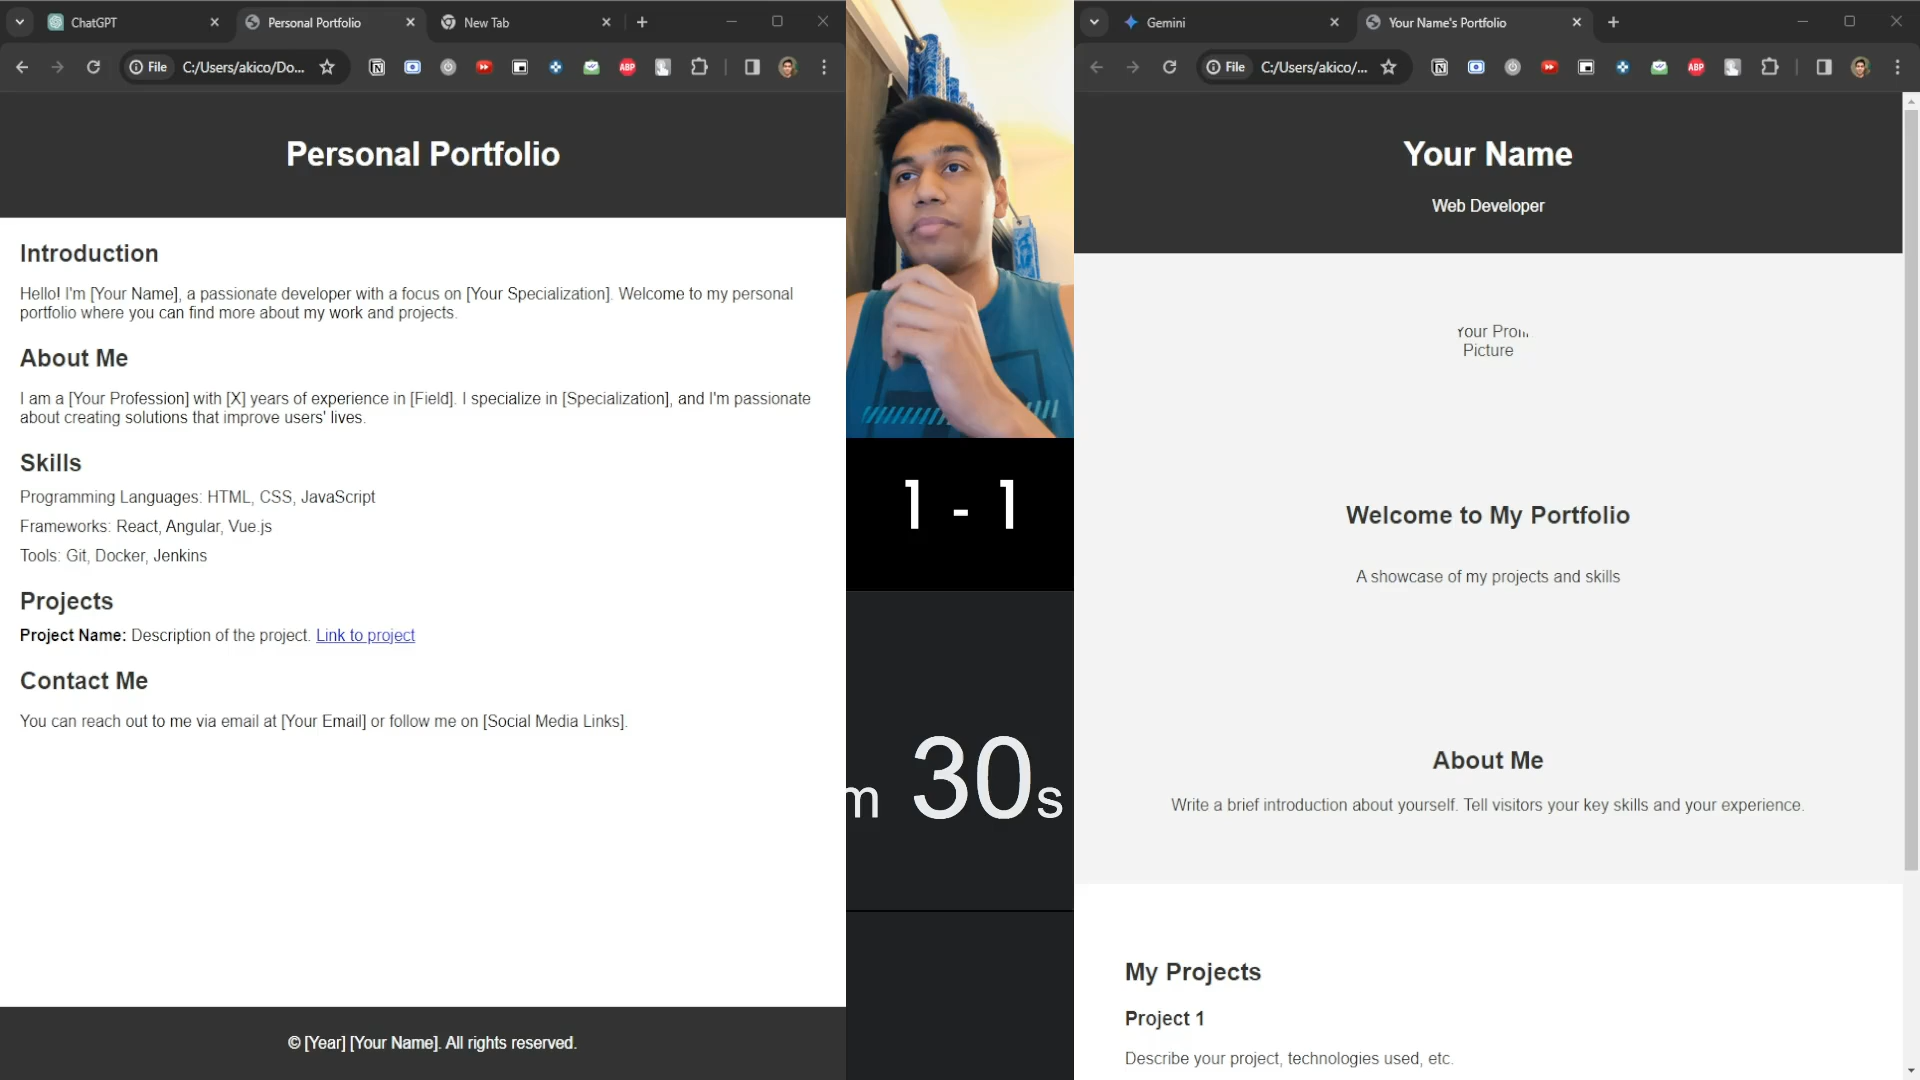 ChatGPT
Personal Portfolio
New Tab
File
C:/Users/akico/Do...
ABP
Personal Portfolio
Introduction
Hello! I'm [Your Name], a passionate developer with a focus on [Your Specialization]. Welcome to my personal
portfolio where you can find more about my work and projects.
About Me
I am a [Your Profession] with [X] years of experience in [Field]. I specialize in [Specialization], and I'm passionate
about creating solutions that improve users' lives.
Skills
Programming Languages: HTML, CSS, JavaScript
Frameworks: React, Angular, Vue.js
Tools: Git, Docker, Jenkins
Projects
Project Name: Description of the project. Link to project
Contact Me
You can reach out to me via email at [Your Email] or follow me on [Social Media Links].
© [Year] [Your Name]. All rights reserved.
1 - 1
m 30s
Gemini
Your Name's Portfolio
File
C:/Users/akico/...
ABP
Your Name
Web Developer
Your
Picture
Welcome to My Portfolio
A showcase of my projects and skills
About Me
Write a brief introduction about yourself. Tell visitors your key skills and your experience.
My Projects
Project 1
Describe your project, technologies used, etc.